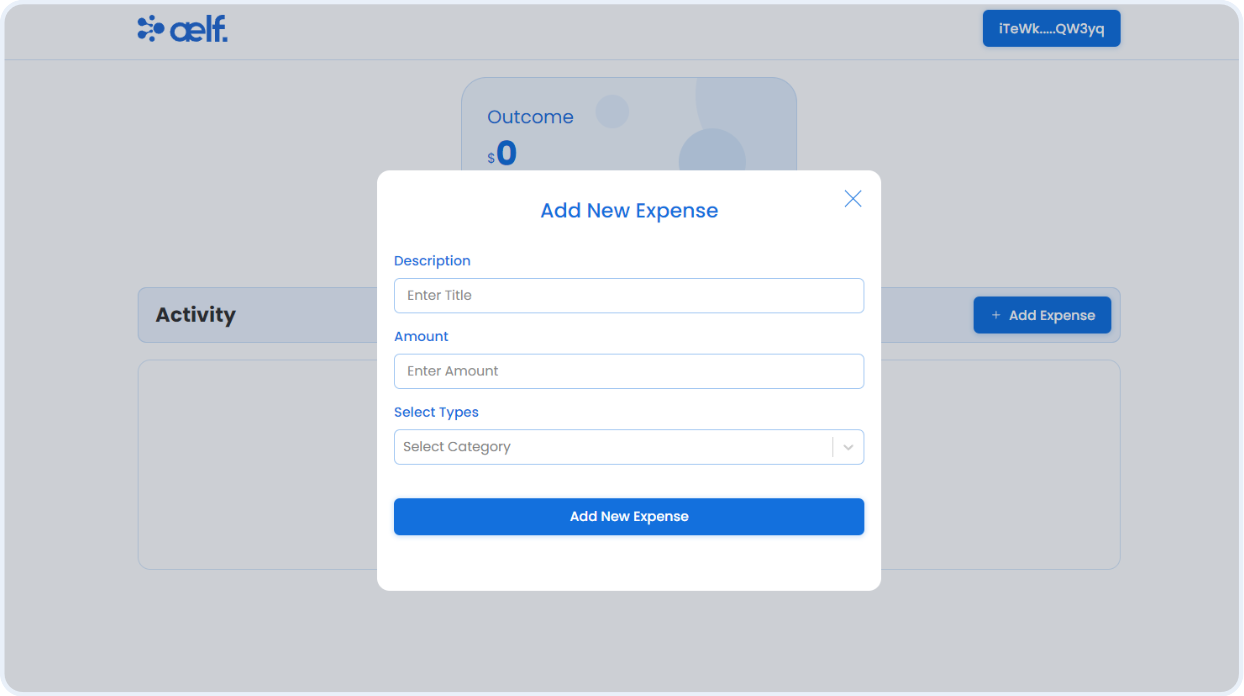 aelf.
iTeWk.....QW3yq
Outcome
$0
Add New Expense
Description
Enter Title
Activity
+ Add Expense
Amount
Enter Amount
Select Types
Select Category
Add New Expense